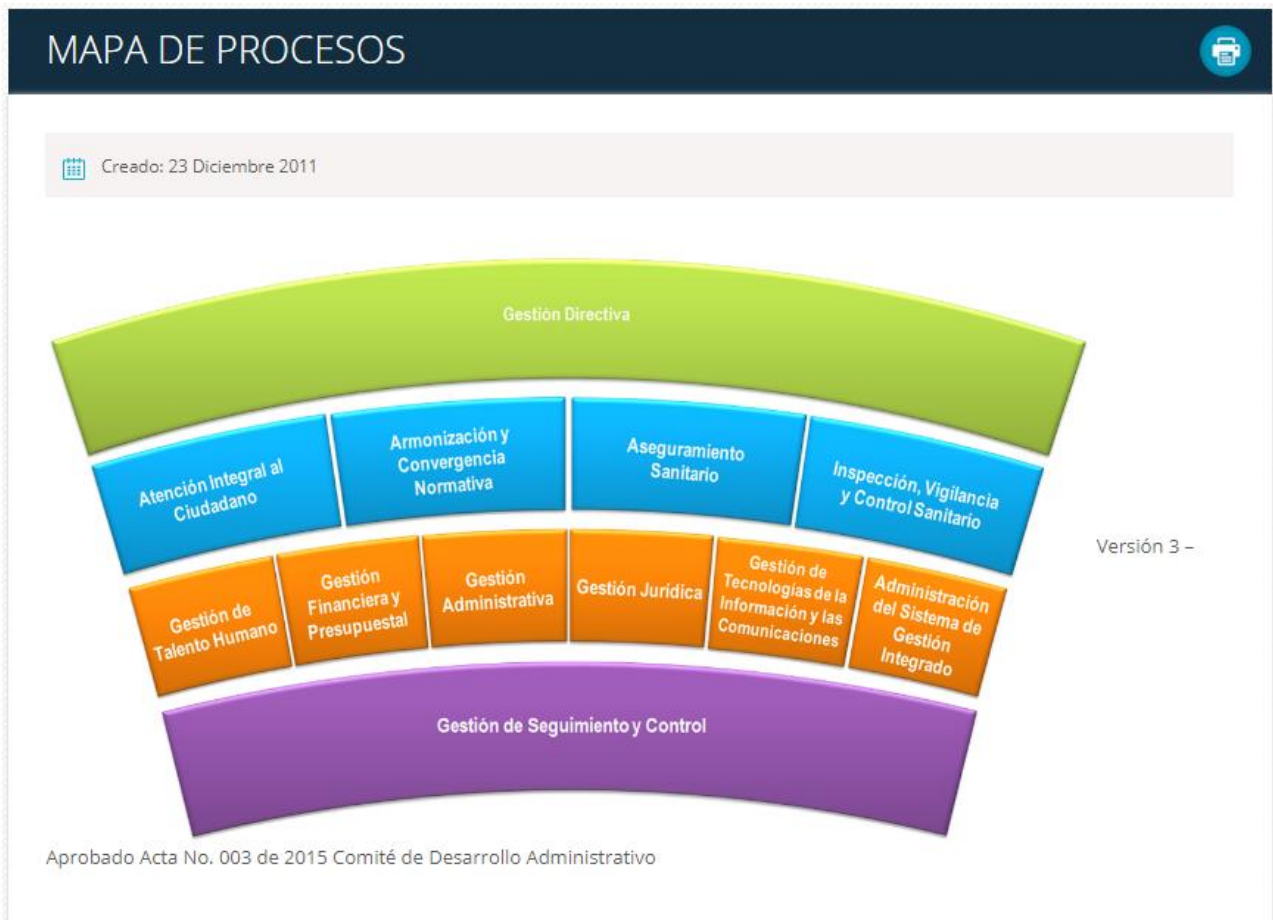 MAPA DE PROCESOS
Creado: 23 Diciembre 2011
Gestión Directiva
Atención Integral al
Ciudadano
Armonización y
Convergencia
Normativa
Aseguramiento
Sanitario
Inspección, Vigilancia
y Control Sanitario
Gestión de
Talento Humano
Gestión
Financiera y
Presupuestal
Gestión
Administrativa
Gestión Jurídica
Gestión de
Tecnologías de la
Información y las
Comunicaciones
Administración
del Sistema de
Gestión
Integrado
Gestión de Seguimiento y Control
Versión 3 –
Aprobado Acta No. 003 de 2015 Comité de Desarrollo Administrativo